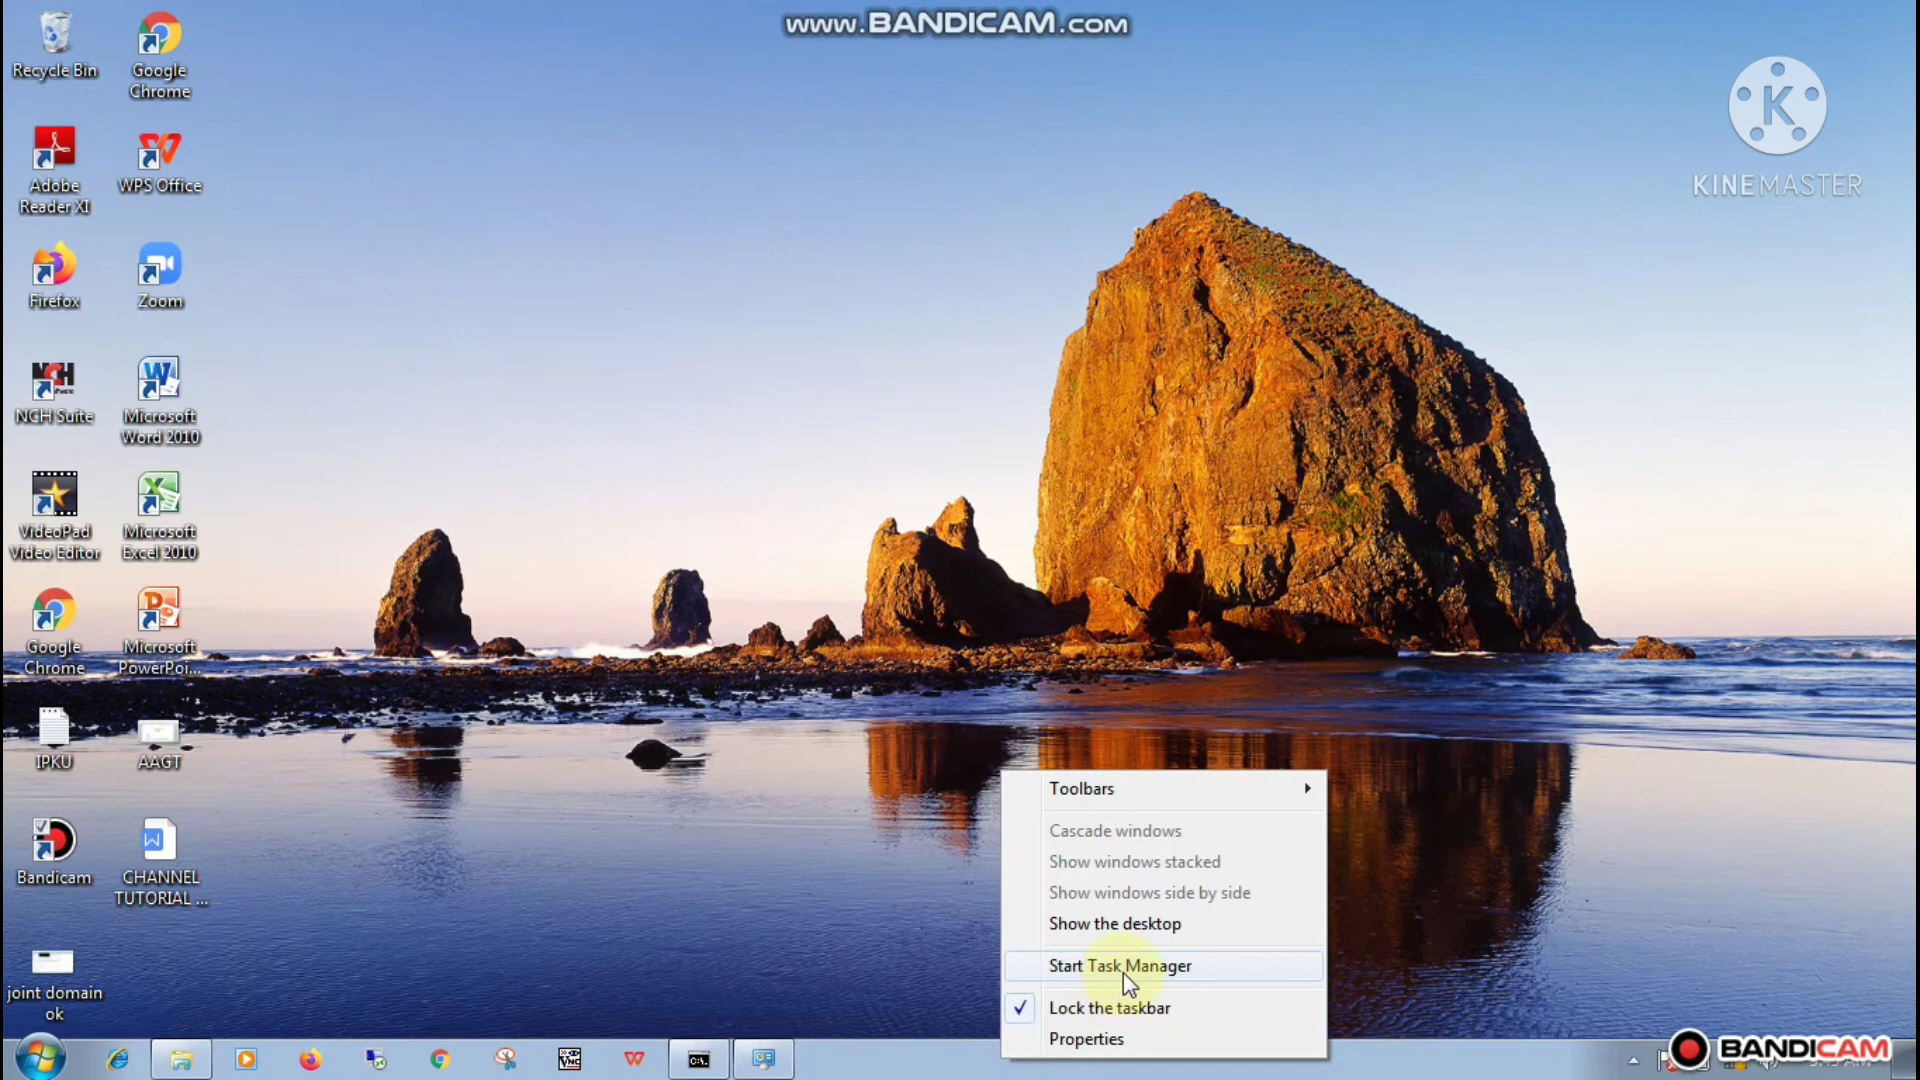 www.BANDICAM.com
KINEMASTER
Recycle Bin
Google
Chrome
Adobe
Reader XI
WPS Office
Firefox
Zoom
NCH Suite
Microsoft
Word 2010
VideoPad
Video Editor
Microsoft
Excel 2010
Google
Chrome
Microsoft
PowerPoi...
IPKU
AAGT
Bandicam
CHANNEL
TUTORIAL ...
joint domain
ok
Toolbars
Cascade windows
Show windows stacked
Show windows side by side
Show the desktop
Start Task Manager
Lock the taskbar
Properties
BANDICAM